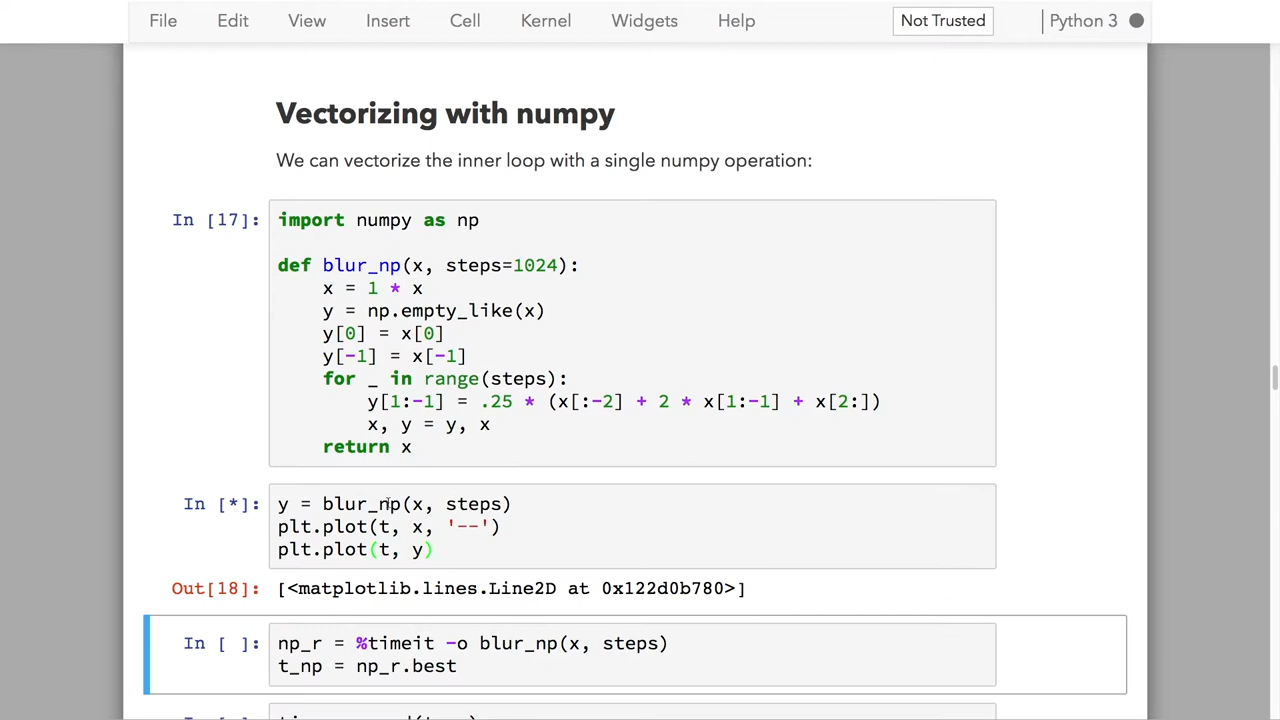 File Edit View Insert Cell Kernel Widgets Help Not Trusted Python 3
Vectorizing with numpy
We can vectorize the inner loop with a single numpy operation:
In [17]: import numpy as np
def blur_np(x, steps=1024):
x = 1 * x
y = np.empty_like(x)
y[0] = x[0]
y[-1] = x[-1]
for _ in range(steps):
y[1:-1] = .25 * (x[:-2] + 2 * x[1:-1] + x[2:])
x, y = y, x
return x
In [*]: y = blur_np(x, steps)
plt.plot(t, x, '--')
plt.plot(t, y)
Out[18]: [<matplotlib.lines.Line2D at 0x122d0b780>]
In [ ]: np_r = %timeit -o blur_np(x, steps)
t_np = np_r.best